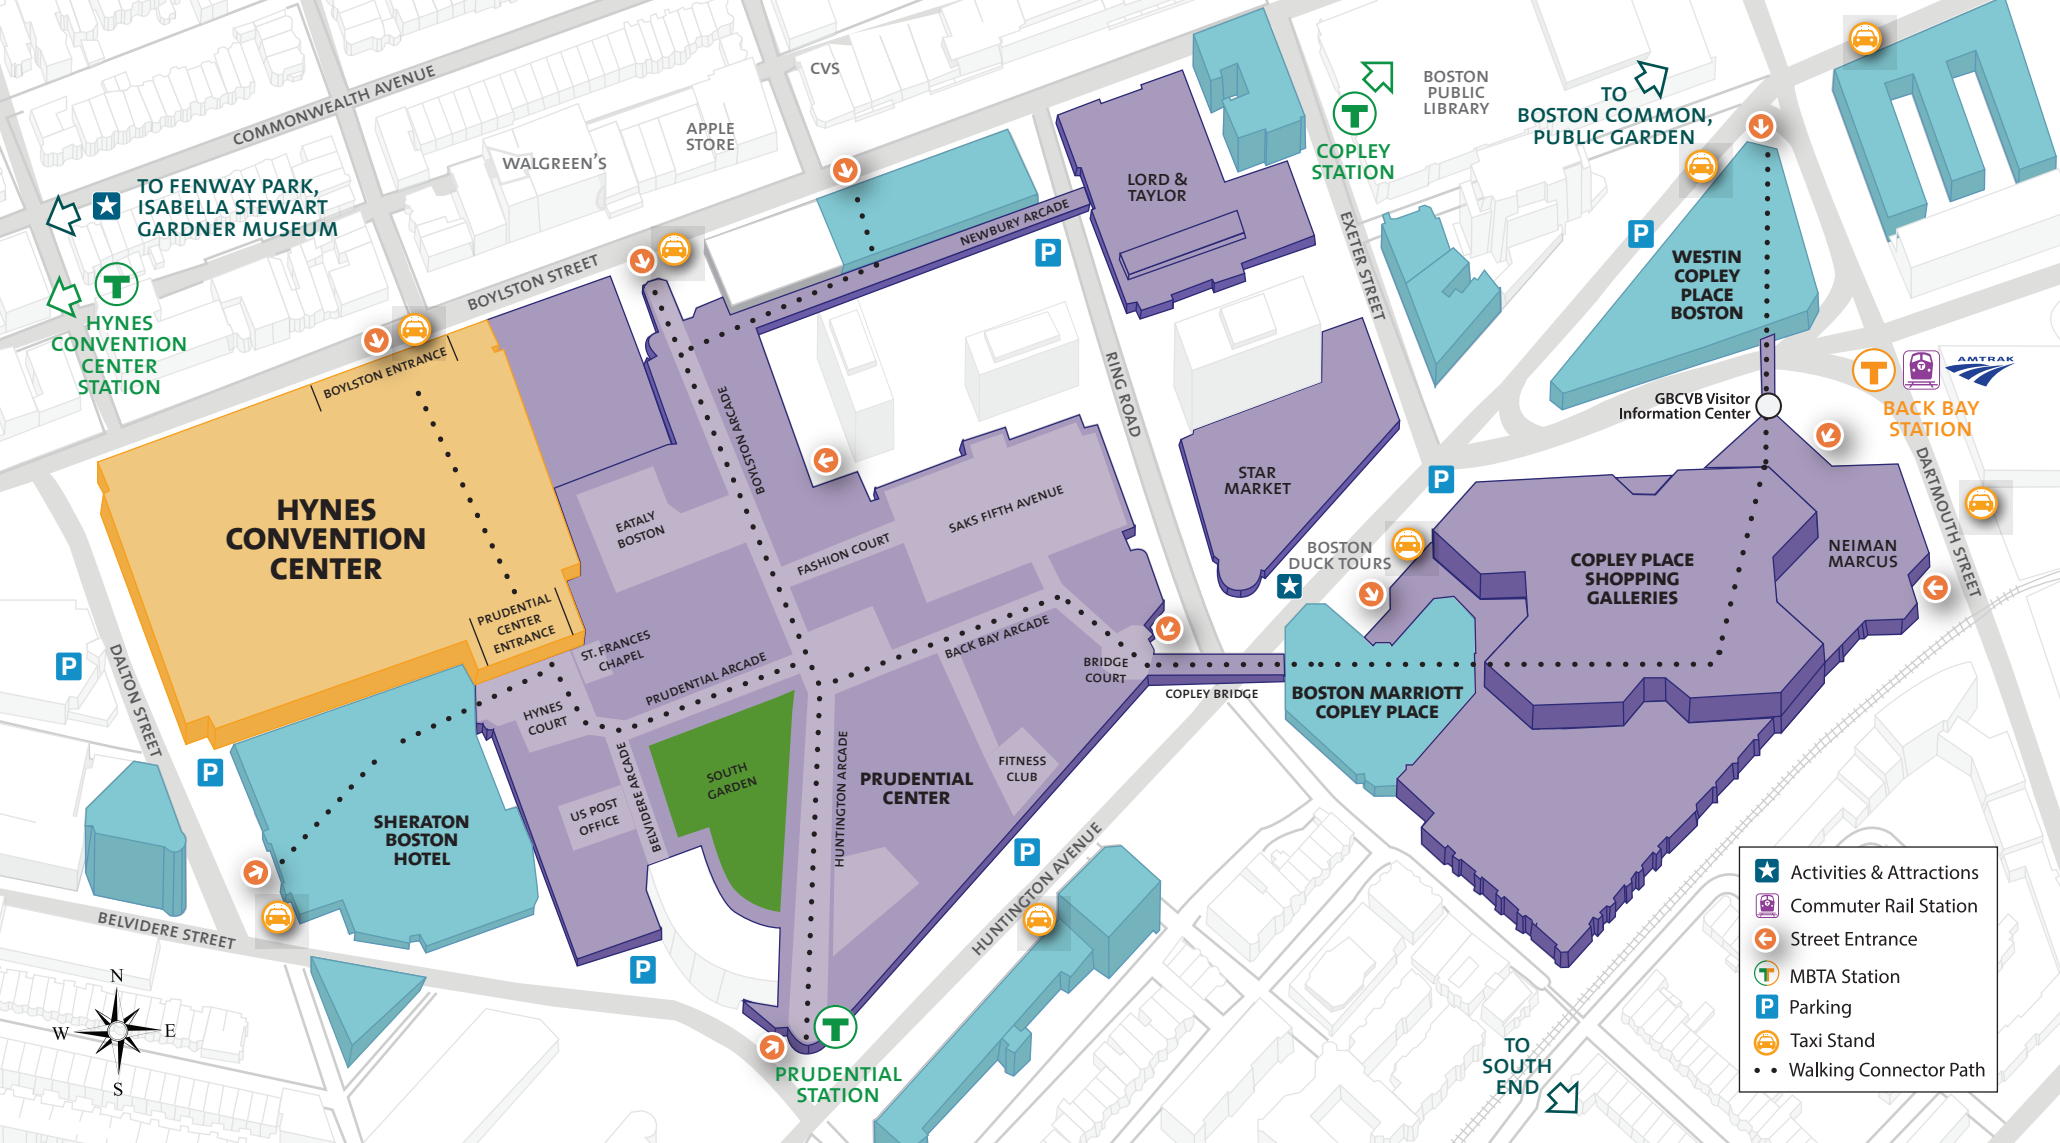 COMMONWEALTH AVENUE
CVS
APPLE
STORE
WALGREEN'S
TO FENWAY PARK,
ISABELLA STEWART
GARDNER MUSEUM
HYNES
CONVENTION
CENTER
STATION
BOYLSTON STREET
BOYLSTON ENTRANCE
NEWBURY ARCADE
LORD &
TAYLOR
COPLEY
STATION
BOSTON
PUBLIC
LIBRARY
TO
BOSTON COMMON,
PUBLIC GARDEN
EXETER STREET
RING ROAD
WESTIN
COPLEY
PLACE
BOSTON
GBCVB Visitor
Information Center
AMTRAK
BACK BAY
STATION
DARTMOUTH STREET
HYNES
CONVENTION
CENTER
PRUDENTIAL
CENTER
ENTRANCE
BOYLSTON ARCADE
EATALY
BOSTON
FASHION COURT
SAKS FIFTH AVENUE
STAR
MARKET
BOSTON
DUCK TOURS
COPLEY PLACE
SHOPPING
GALLERIES
NEIMAN
MARCUS
ST. FRANCES
CHAPEL
PRUDENTIAL ARCADE
BACK BAY ARCADE
BRIDGE
COURT
COPLEY BRIDGE
BOSTON MARRIOTT
COPLEY PLACE
HYNES
COURT
DALTON STREET
BELVIDERE ARCADE
SOUTH
GARDEN
HUNTINGTON ARCADE
PRUDENTIAL
CENTER
FITNESS
CLUB
US POST
OFFICE
SHERATON
BOSTON
HOTEL
BELVIDERE STREET
HUNTINGTON AVENUE
PRUDENTIAL
STATION
TO
SOUTH
END
N
W
E
S
T
T
T
T
P
P
P
P
P
P
P
P
Activities & Attractions
Commuter Rail Station
Street Entrance
T MBTA Station
P Parking
Taxi Stand
Walking Connector Path